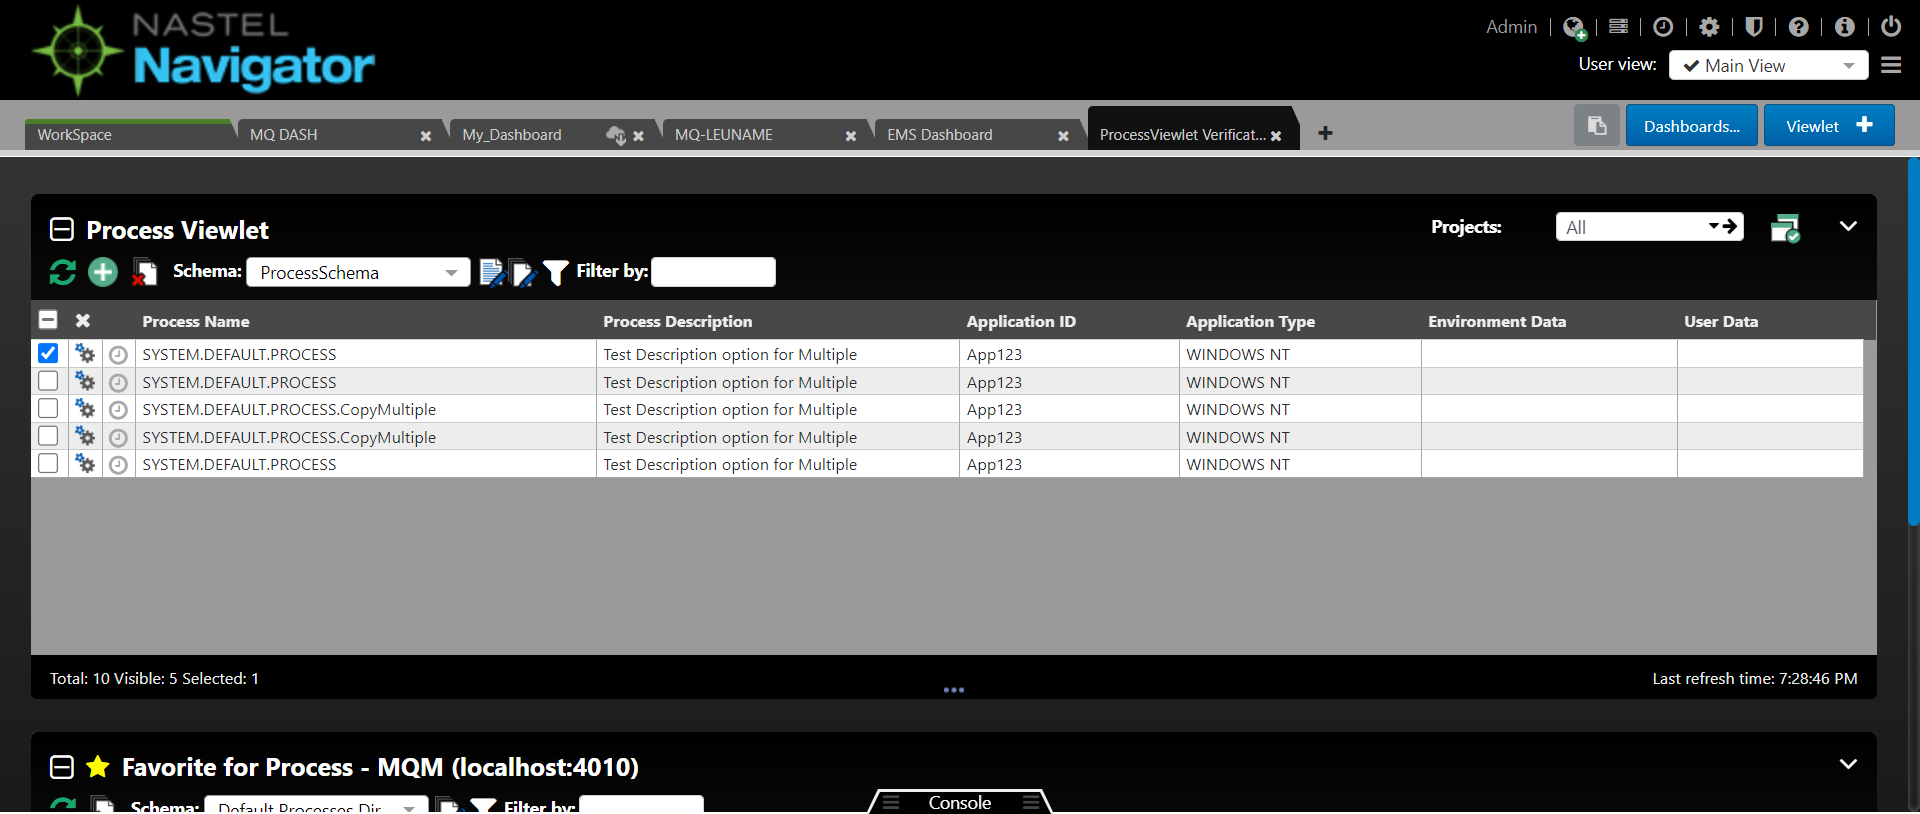 NASTEL
Navigator
Admin
User view: Main View
WorkSpace
MQ DASH
My_Dashboard
MQ-LEUNAME
EMS Dashboard
ProcessViewlet Verificat...
Dashboards...
Viewlet
Process Viewlet
Projects: All
Schema: ProcessSchema Filter by:
Process Name Process Description Application ID Application Type Environment Data User Data
SYSTEM.DEFAULT.PROCESS Test Description option for Multiple App123 WINDOWS NT
SYSTEM.DEFAULT.PROCESS Test Description option for Multiple App123 WINDOWS NT
SYSTEM.DEFAULT.PROCESS.CopyMultiple Test Description option for Multiple App123 WINDOWS NT
SYSTEM.DEFAULT.PROCESS.CopyMultiple Test Description option for Multiple App123 WINDOWS NT
SYSTEM.DEFAULT.PROCESS Test Description option for Multiple App123 WINDOWS NT
Total: 10 Visible: 5 Selected: 1
Last refresh time: 7:28:46 PM
Favorite for Process - MQM (localhost:4010)
Schema: Default Processes Dir Filter by:
Console